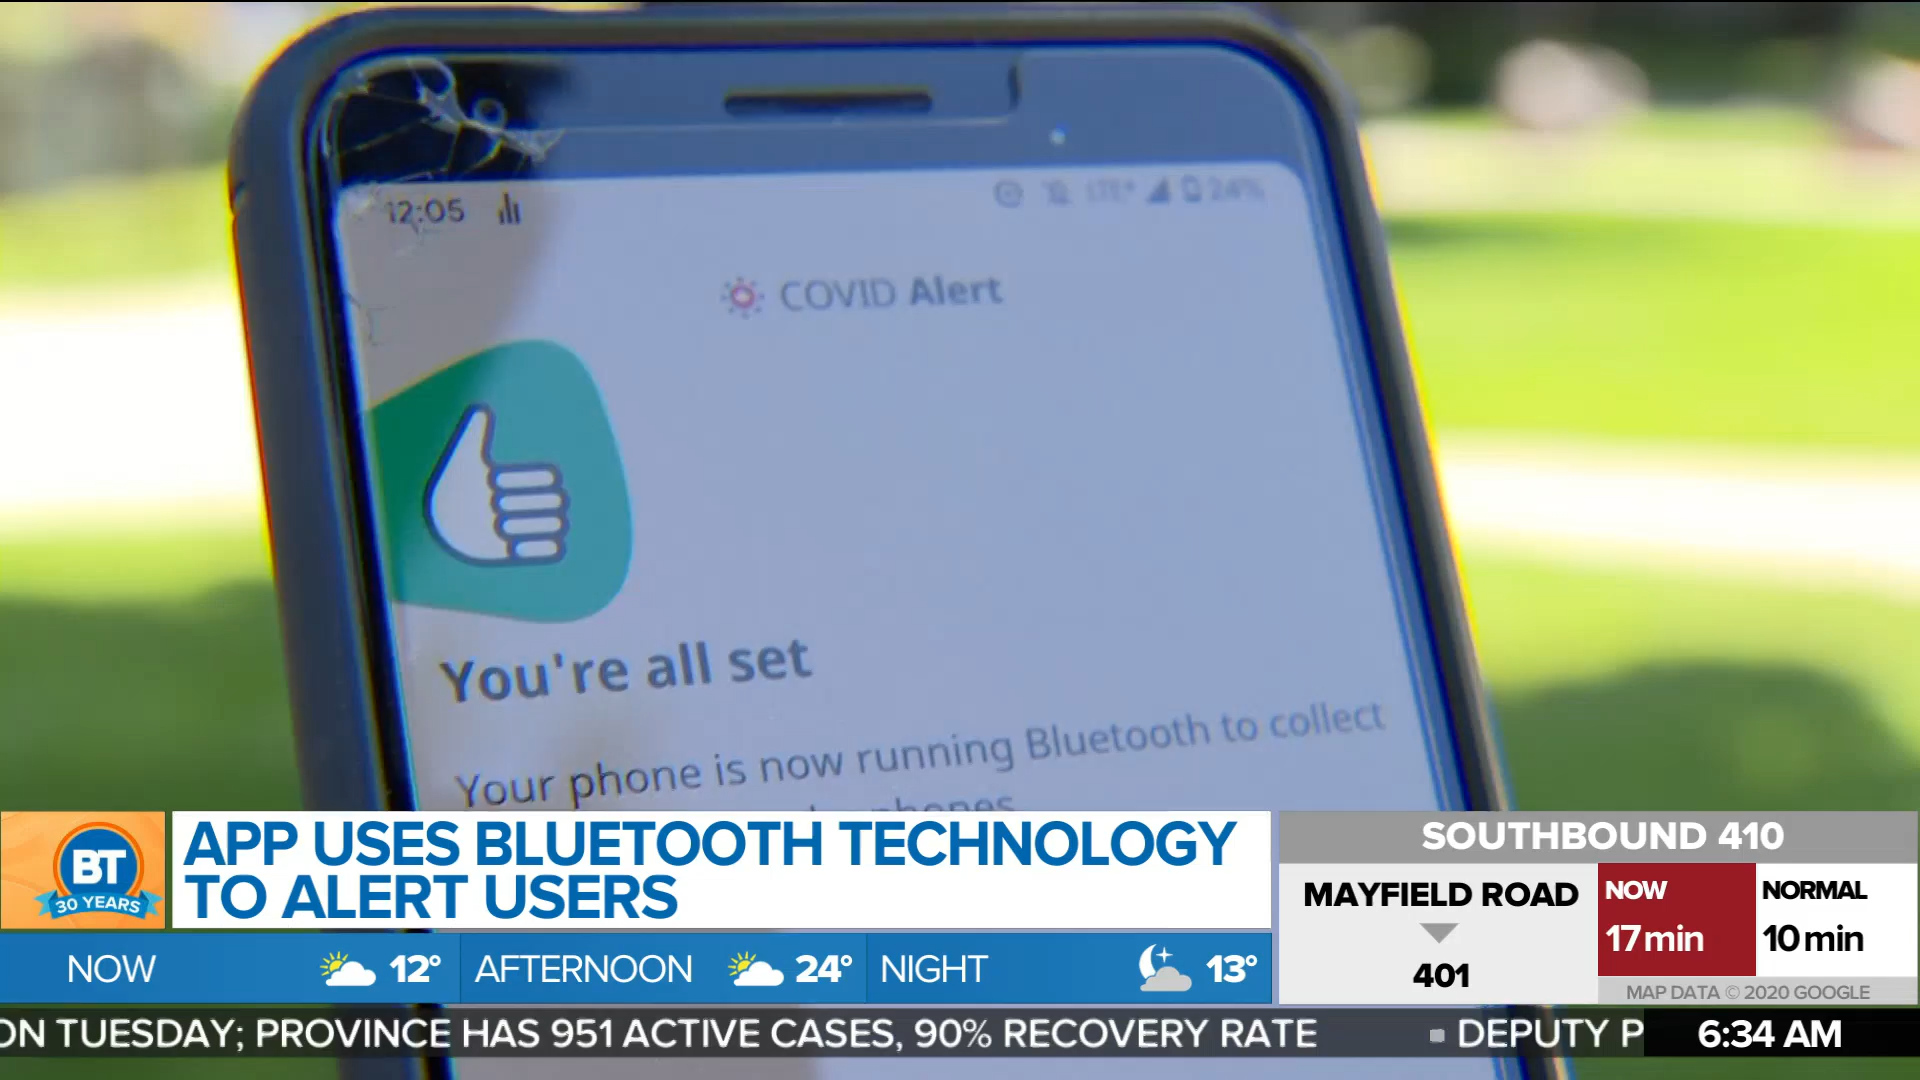 12:05
LTE+ 24%
COVID Alert
You're all set
Your phone is now running Bluetooth to collect
phones.
BT
30 YEARS
APP USES BLUETOOTH TECHNOLOGY
TO ALERT USERS
SOUTHBOUND 410
MAYFIELD ROAD
401
NOW
17 min
NORMAL
10 min
MAP DATA © 2020 GOOGLE
NOW 12° AFTERNOON 24° NIGHT 13°
ON TUESDAY; PROVINCE HAS 951 ACTIVE CASES, 90% RECOVERY RATE ▪ DEPUTY P
6:34 AM